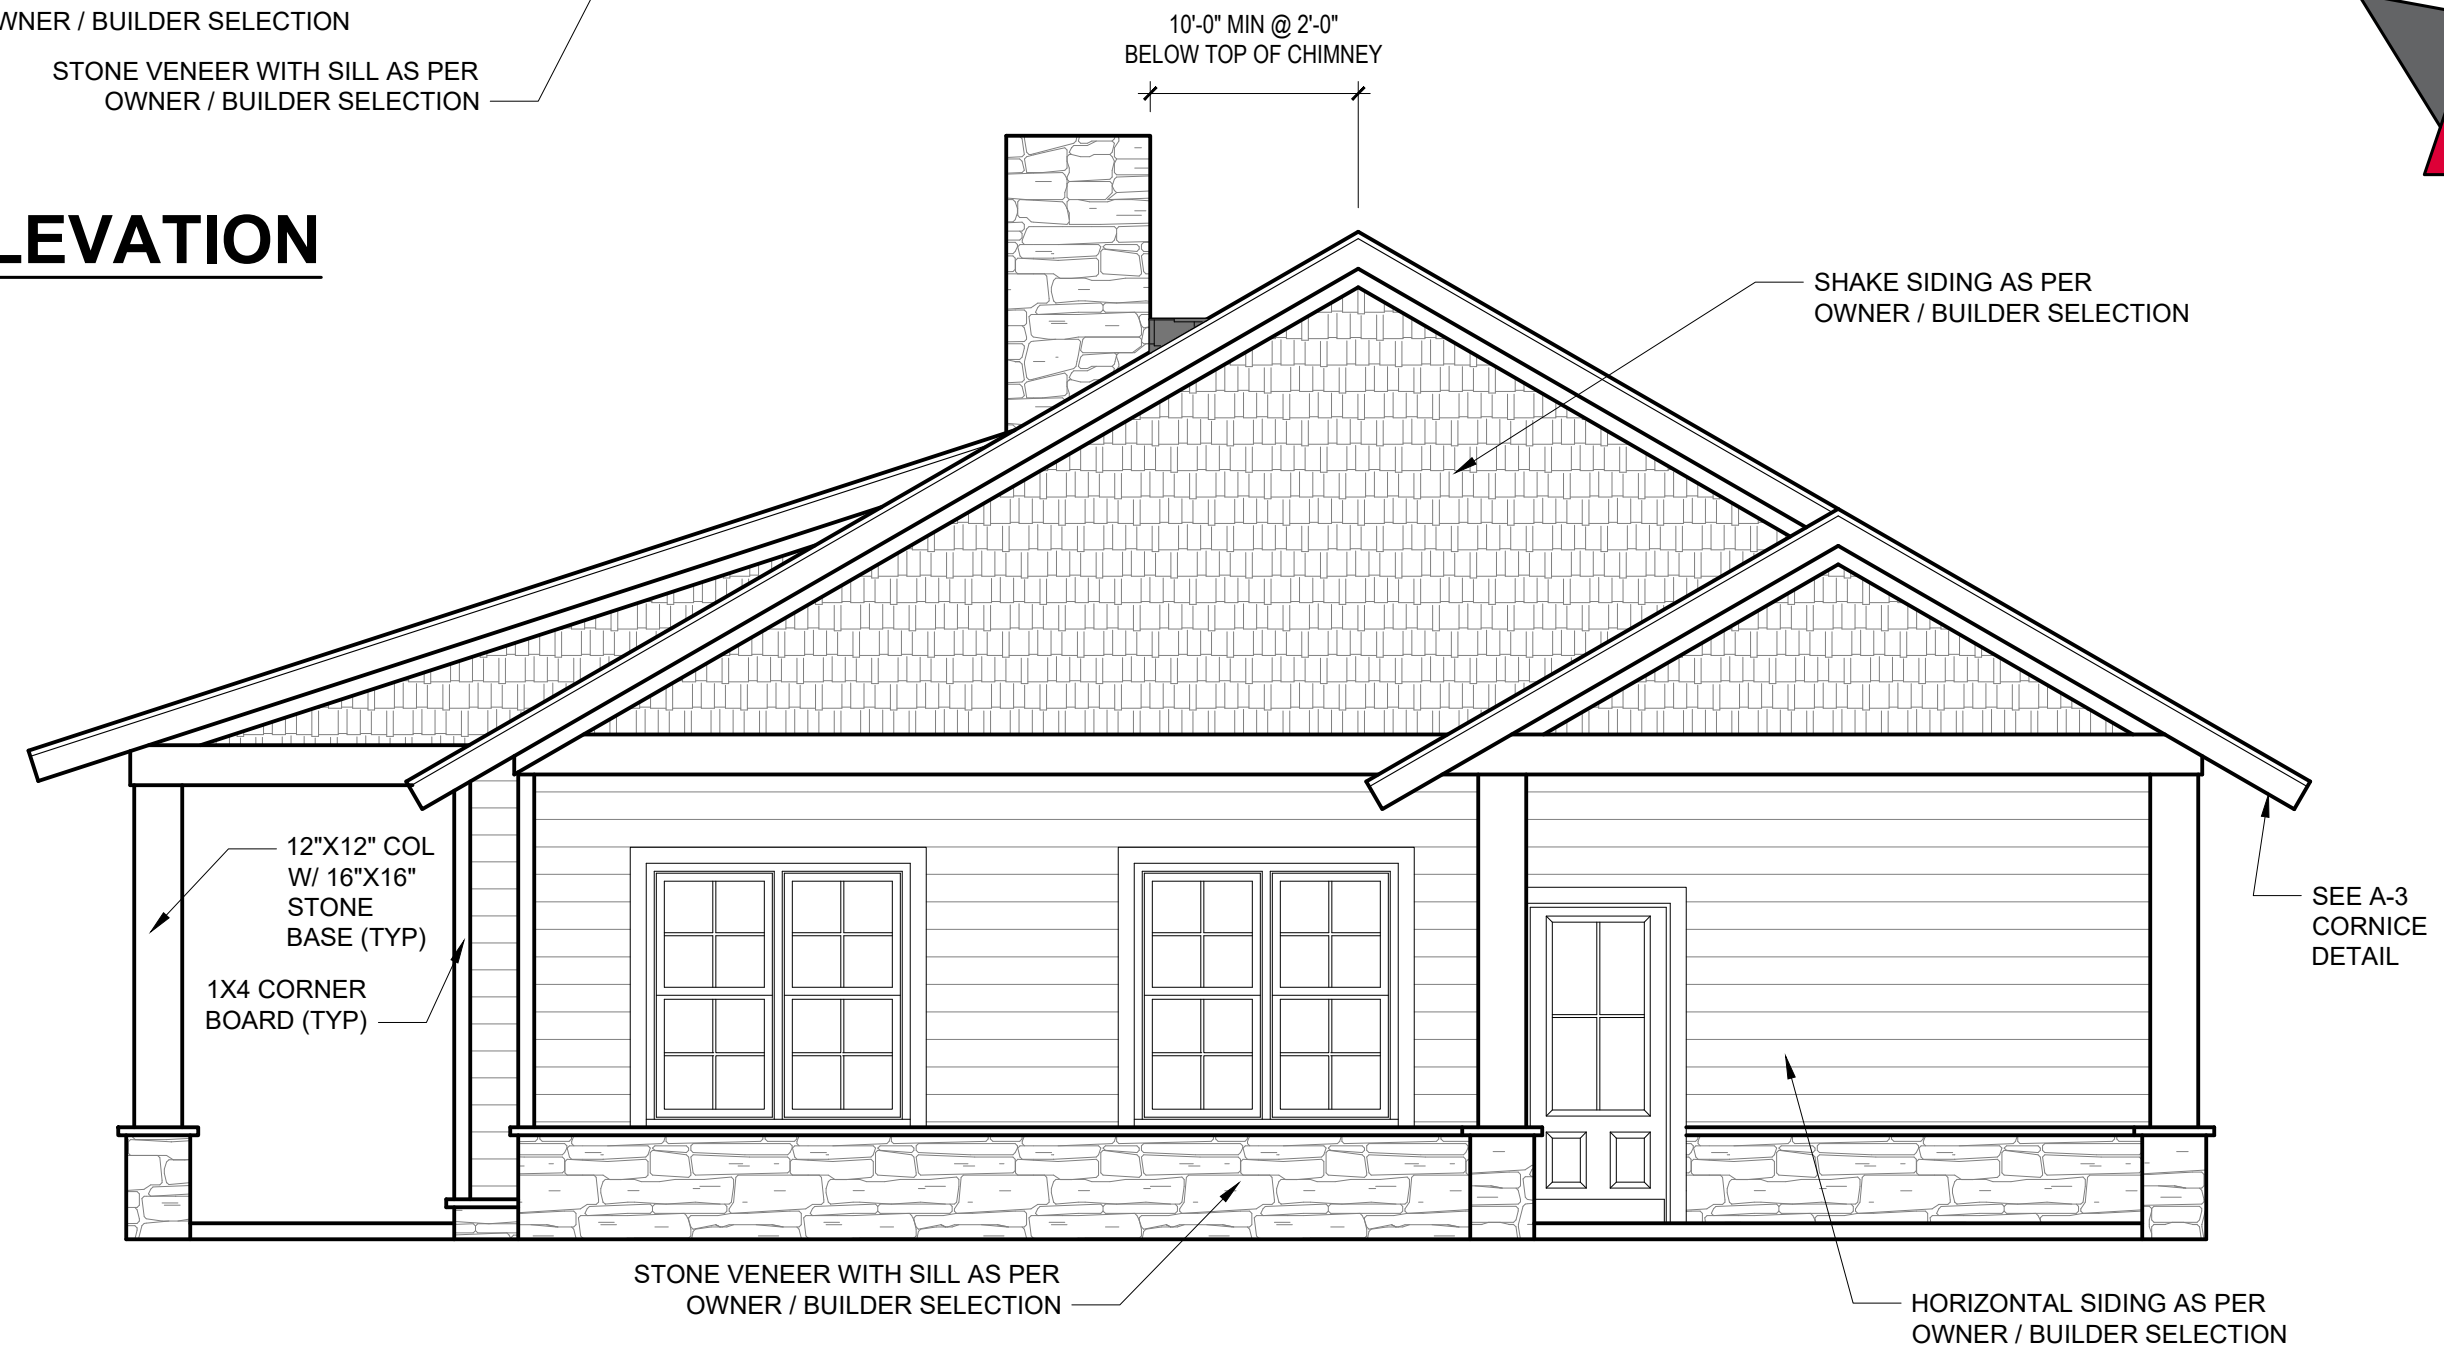 WNER / BUILDER SELECTION
STONE VENEER WITH SILL AS PER
OWNER / BUILDER SELECTION
10'-0" MIN @ 2'-0"
BELOW TOP OF CHIMNEY
LEVATION
SHAKE SIDING AS PER
OWNER / BUILDER SELECTION
12"X12" COL
W/ 16"X16"
STONE
BASE (TYP)
1X4 CORNER
BOARD (TYP)
SEE A-3
CORNICE
DETAIL
STONE VENEER WITH SILL AS PER
OWNER / BUILDER SELECTION
HORIZONTAL SIDING AS PER
OWNER / BUILDER SELECTION